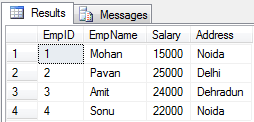 Results Messages
EmpID EmpName Salary Address
1 1 Mohan 15000 Noida
2 2 Pavan 25000 Delhi
3 3 Amit 24000 Dehradun
4 4 Sonu 22000 Noida